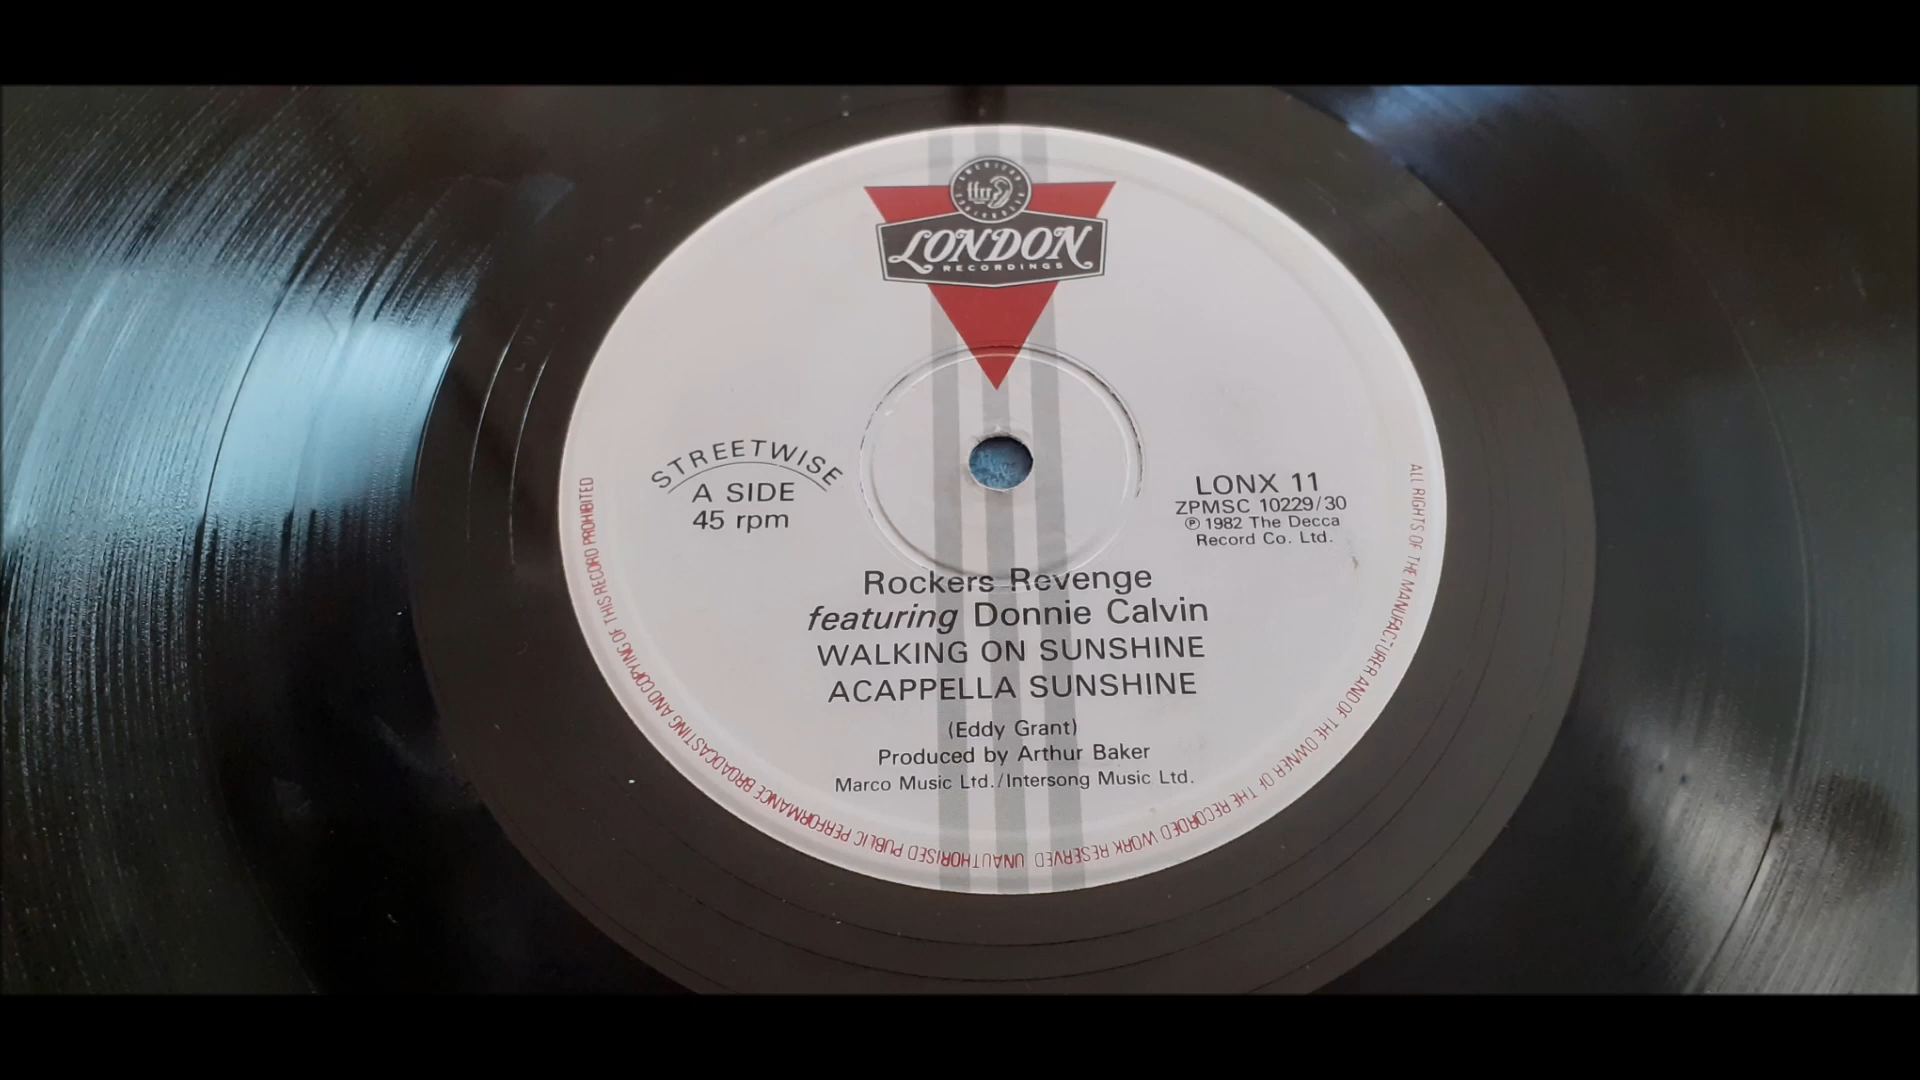 ffrr
LONDON
RECORDINGS
STREETWISE
A SIDE
45 rpm
LONX 11
ZPMSC 10229/30
℗ 1982 The Decca
Record Co. Ltd.
Rockers Revenge
featuring Donnie Calvin
WALKING ON SUNSHINE
ACAPPELLA SUNSHINE
(Eddy Grant)
Produced by Arthur Baker
Marco Music Ltd./Intersong Music Ltd.
ALL RIGHTS OF THE MANUFACTURER AND OF THE OWNER OF THE RECORDED WORK RESERVED UNAUTHORISED PUBLIC PERFORMANCE BROADCASTING AND COPYING OF THIS RECORD PROHIBITED